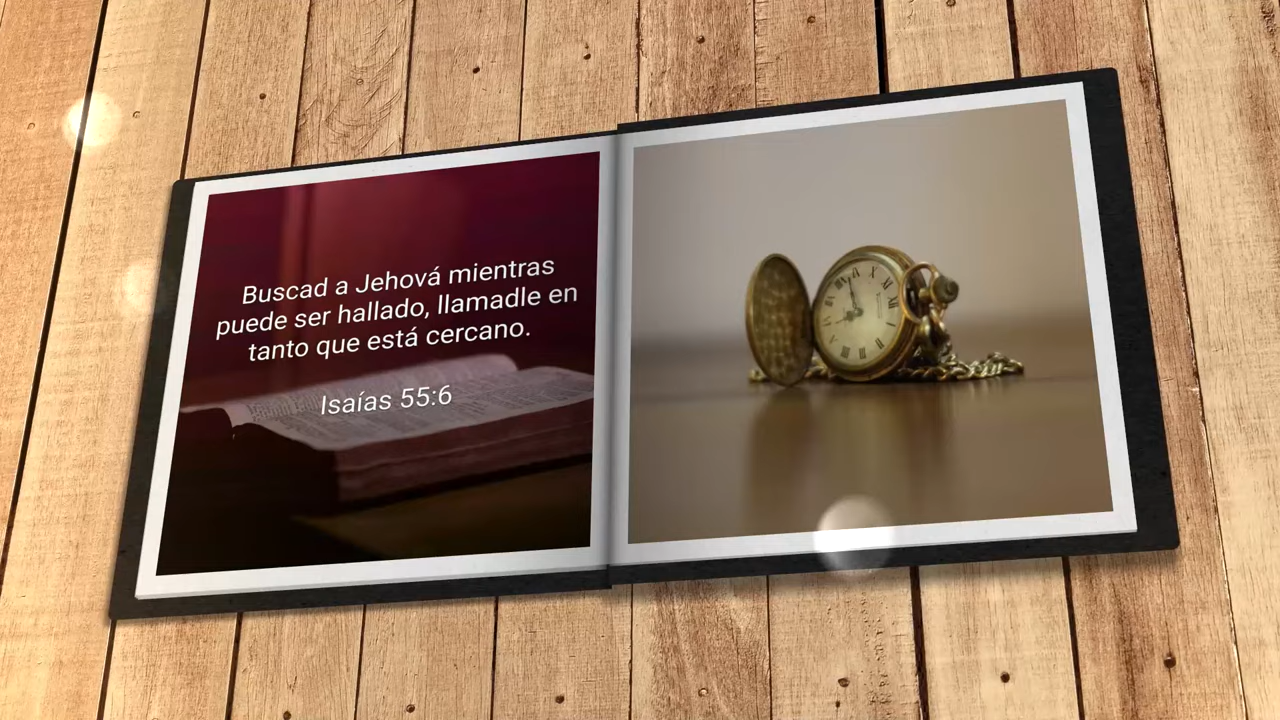 Buscad a Jehová mientras
puede ser hallado, llamadle en
tanto que está cercano.
Isaías 55:6